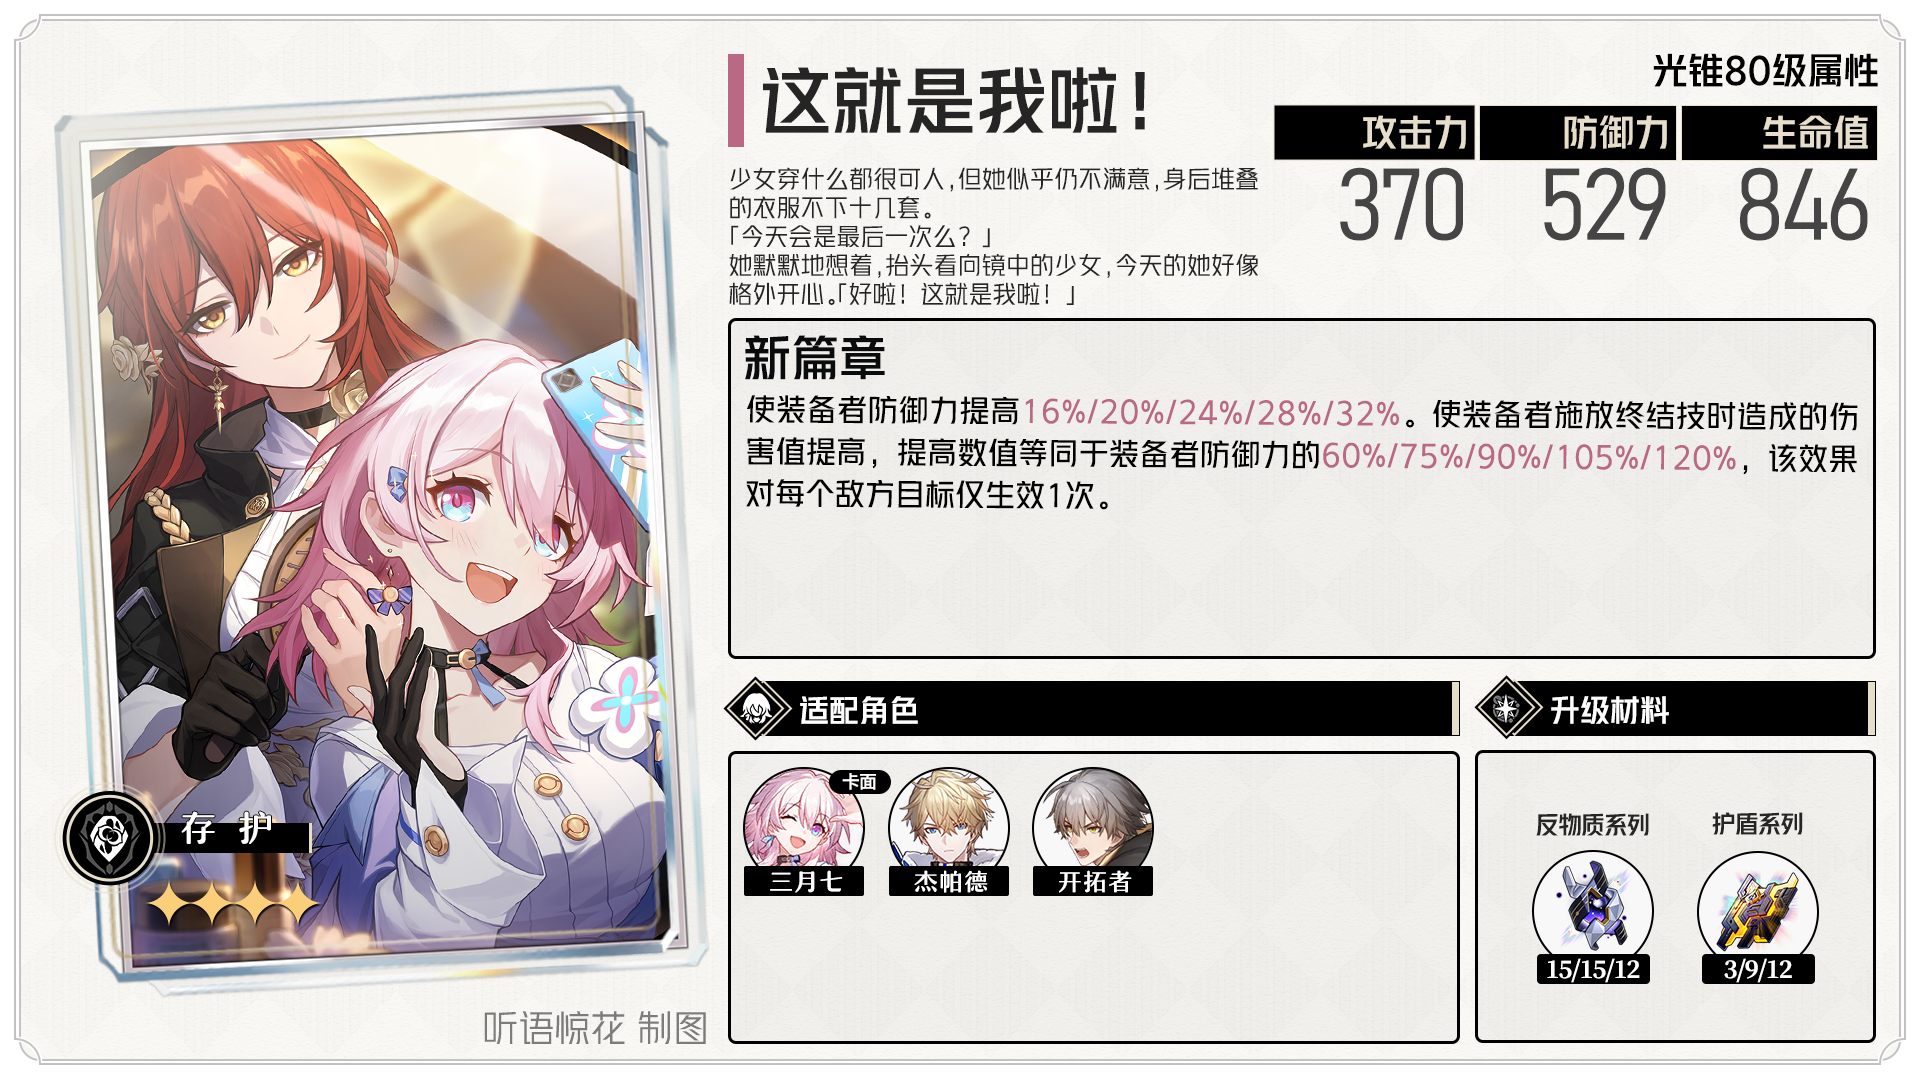 这就是我啦！
光锥80级属性
攻击力 防御力 生命值
370 529 846
少女穿什么都很可人，但她似乎仍不满意，身后堆叠
的衣服不下十几套。
「今天会是最后一次么？」
她默默地想着，抬头看向镜中的少女，今天的她好像
格外开心。「好啦！这就是我啦！」
新篇章
使装备者防御力提高16%/20%/24%/28%/32%。使装备者施放终结技时造成的伤
害值提高，提高数值等同于装备者防御力的60%/75%/90%/105%/120%，该效果
对每个敌方目标仅生效1次。
存护
适配角色
卡面
三月七 杰帕德 开拓者
升级材料
反物质系列 护盾系列
15/15/12 3/9/12
听语惊花 制图